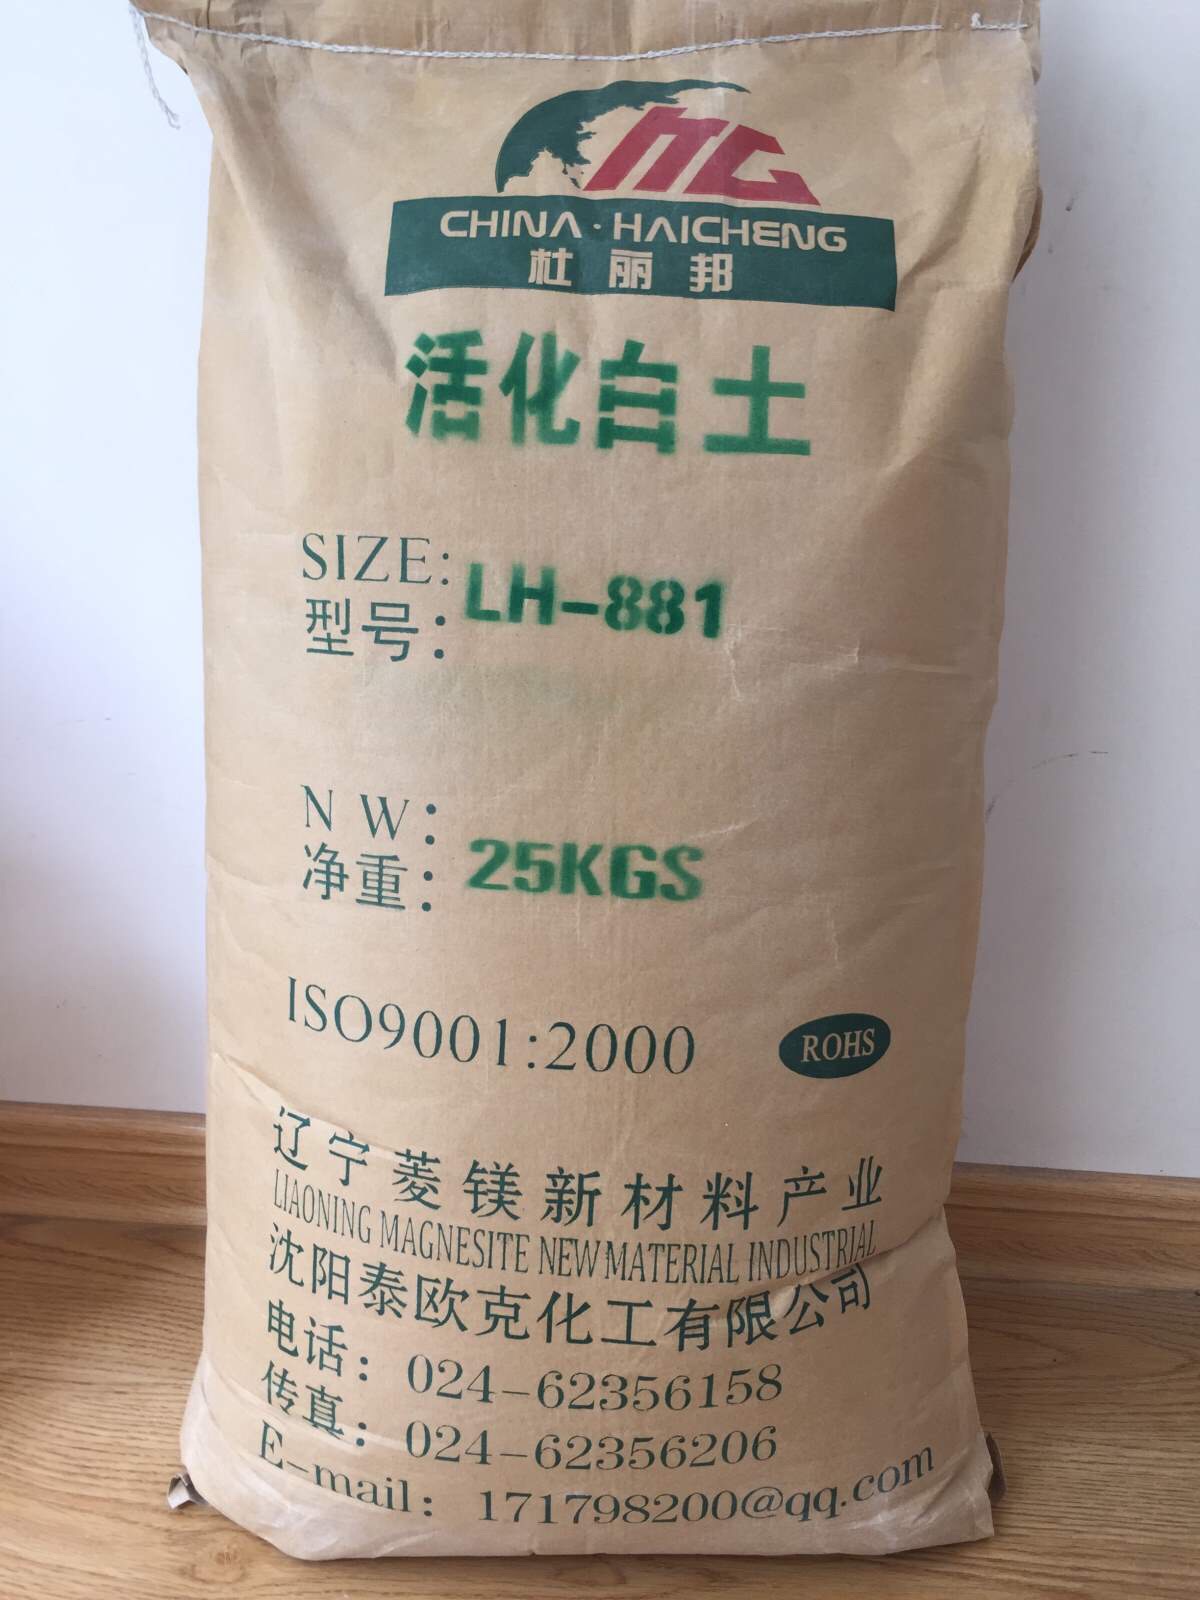 HG
CHINA·HAICHENG
杜丽邦
活化白土
SIZE:
型号：
LH-881
N W：
净重：
25KGS
ISO9001:2000
ROHS
辽宁菱镁新材料产业
LIAONING MAGNESITE NEW MATERIAL INDUSTRIAL
沈阳泰欧克化工有限公司
电话：024-62356158
传真：024-62356206
E-mail：171798200@qq.com